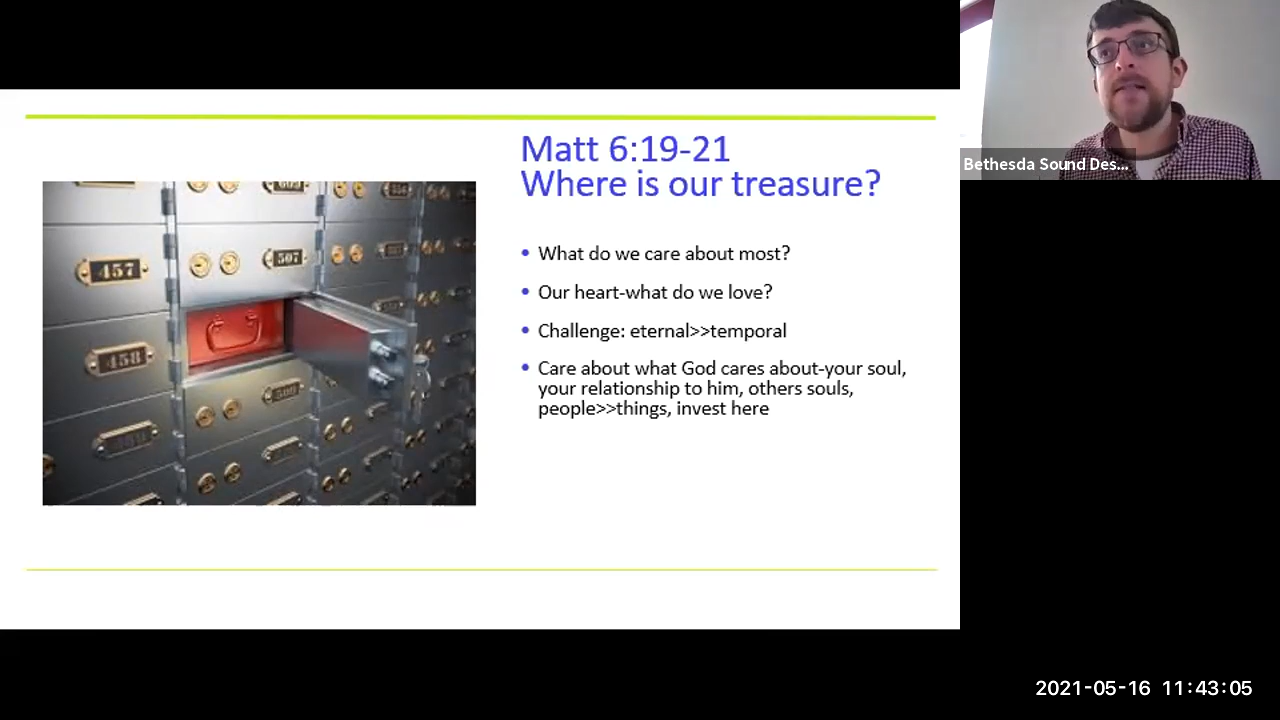 Matt 6:19-21
Where is our treasure?
• What do we care about most?
• Our heart-what do we love?
• Challenge: eternal>>temporal
• Care about what God cares about-your soul,
your relationship to him, others souls,
people>>things, invest here
457
507
458
509
Bethesda Sound Des...
2021-05-16 11:43:05